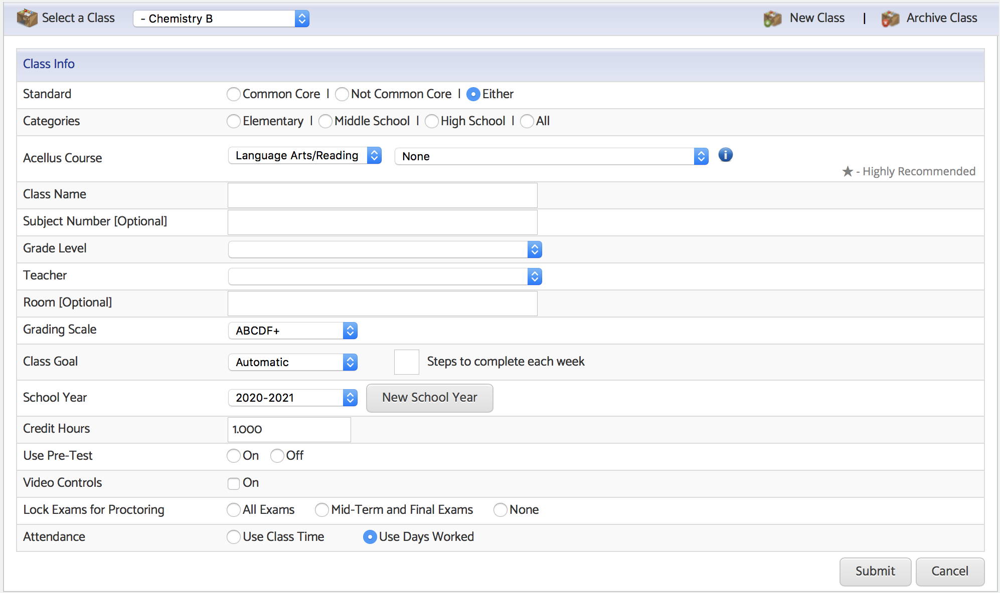 Select a Class - Chemistry B New Class | Archive Class
Class Info
Standard Common Core | Not Common Core | Either
Categories Elementary | Middle School | High School | All
Acellus Course Language Arts/Reading None
★ - Highly Recommended
Class Name
Subject Number [Optional]
Grade Level
Teacher
Room [Optional]
Grading Scale ABCDF+
Class Goal Automatic Steps to complete each week
School Year 2020-2021 New School Year
Credit Hours 1.000
Use Pre-Test On Off
Video Controls On
Lock Exams for Proctoring All Exams Mid-Term and Final Exams None
Attendance Use Class Time Use Days Worked
Submit Cancel